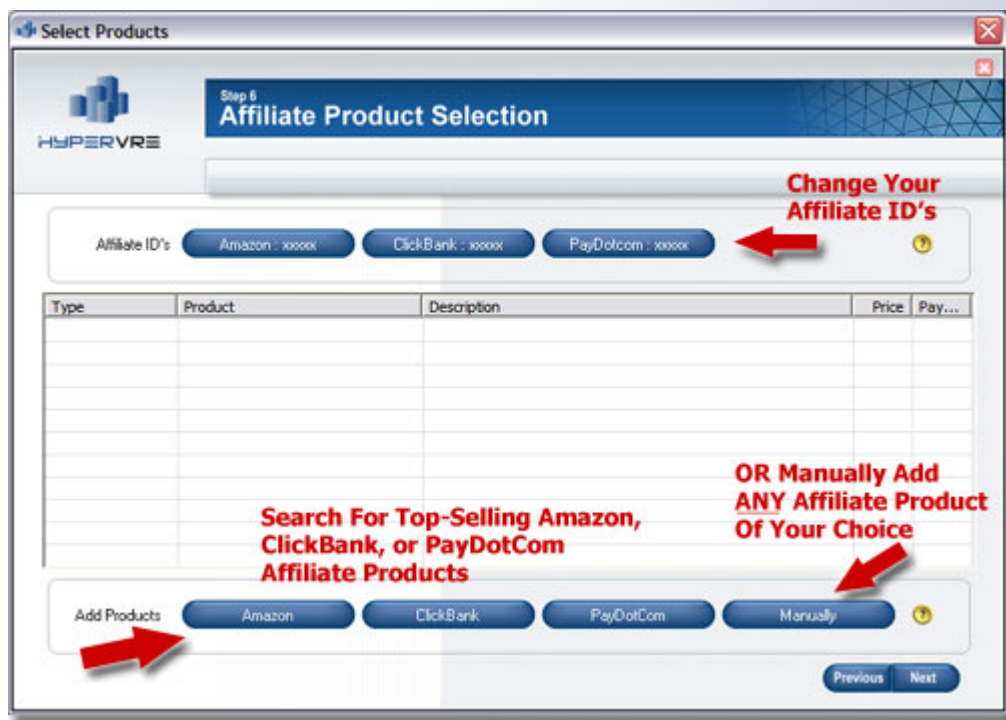 Select Products
Step 6
Affiliate Product Selection
HYPERVRE
Change Your
Affiliate ID's
Affiliate ID's Amazon : xxxxx ClickBank : xxxxx PayDotcom : xxxxx
Type Product Description Price Pay...
OR Manually Add
ANY Affiliate Product
Of Your Choice
Search For Top-Selling Amazon,
ClickBank, or PayDotCom
Affiliate Products
Add Products Amazon ClickBank PayDotCom Manually
Previous Next